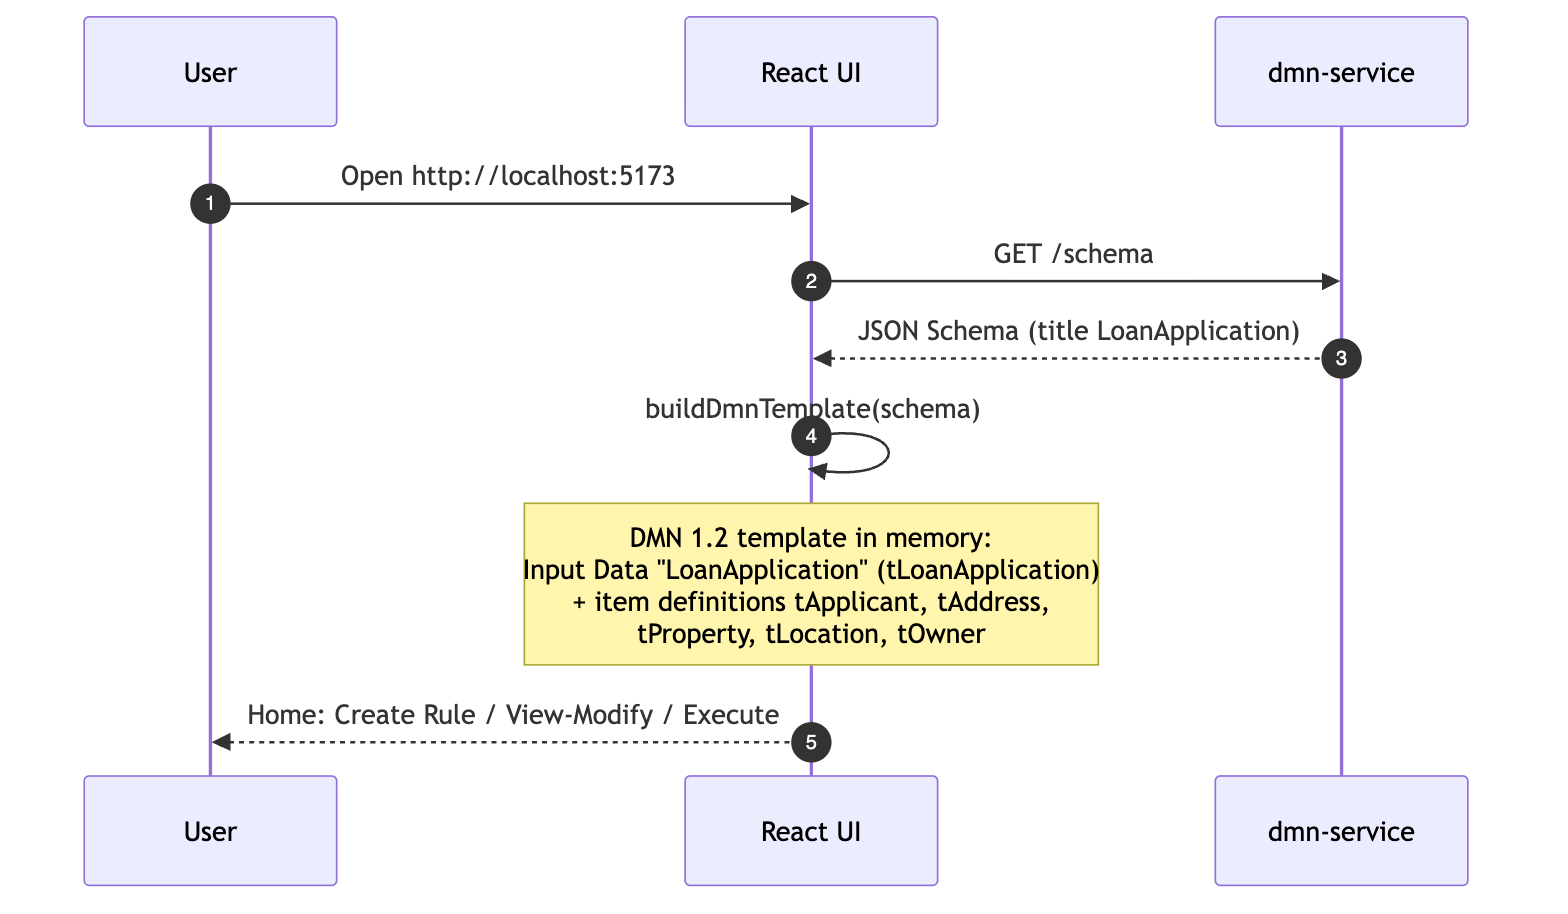 User
React UI
dmn-service
Open http://localhost:5173
1
GET /schema
2
JSON Schema (title LoanApplication)
3
buildDmnTemplate(schema)
4
DMN 1.2 template in memory:
Input Data "LoanApplication" (tLoanApplication)
+ item definitions tApplicant, tAddress,
tProperty, tLocation, tOwner
Home: Create Rule / View-Modify / Execute
5
User
React UI
dmn-service